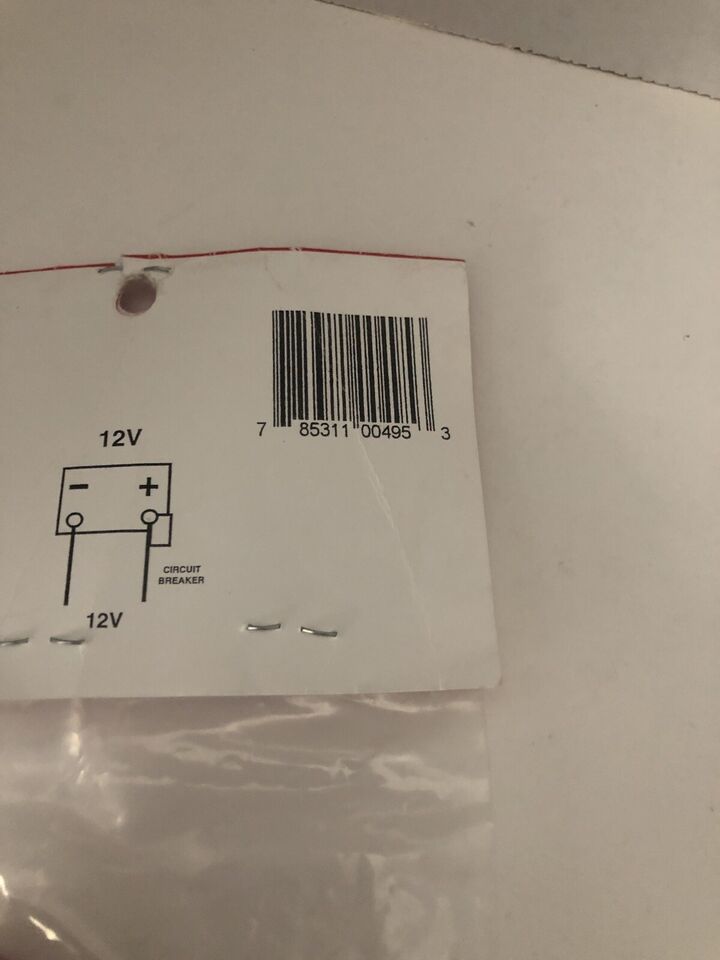 7 85311 00495 3
12V
- +
CIRCUIT
BREAKER
12V